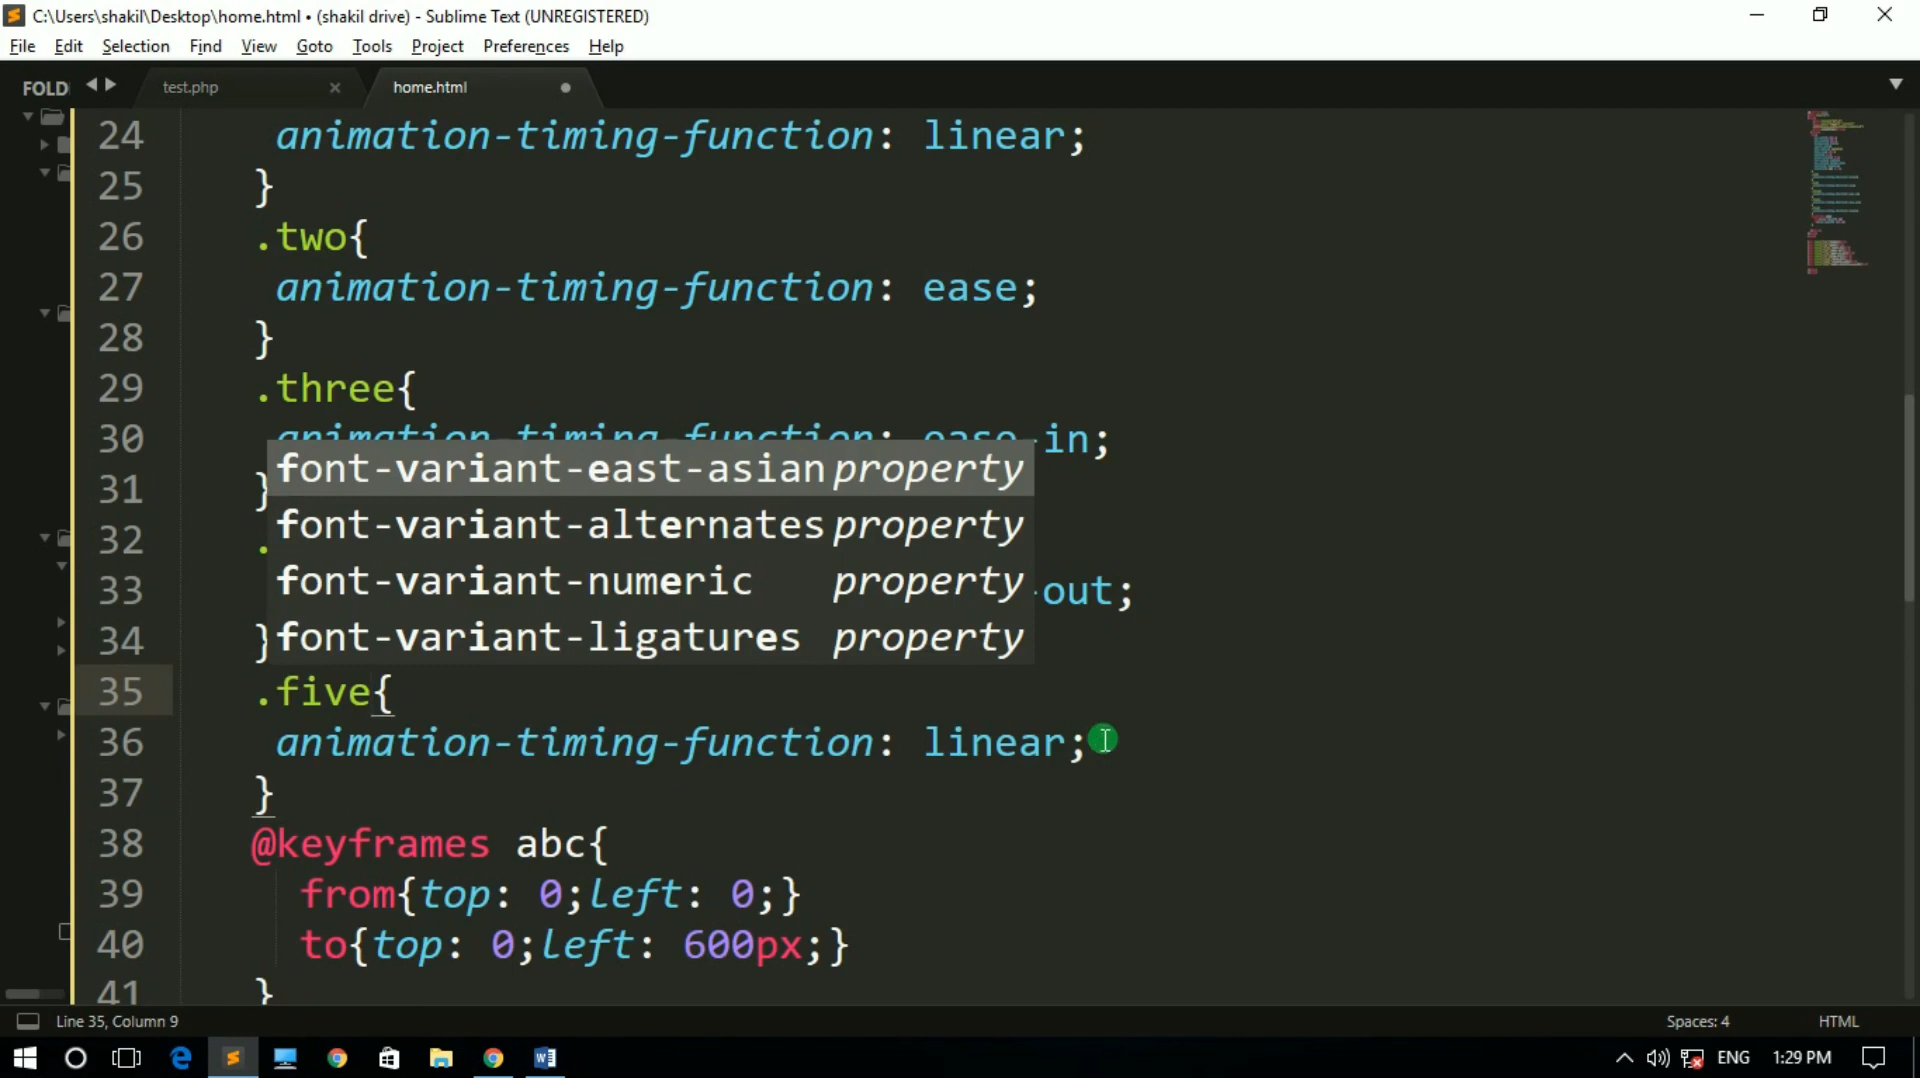 C:\Users\shakil\Desktop\home.html • (shakil drive) - Sublime Text (UNREGISTERED)
File Edit Selection Find View Goto Tools Project Preferences Help
FOLD test.php home.html
24 animation-timing-function: linear;
25 }
26 .two{
27 animation-timing-function: ease;
28 }
29 .three{
30 animation-timing-function: ease-in;
font-variant-east-asian property
31 }
font-variant-alternates property
32 .
font-variant-numeric property
33 -out;
font-variant-ligatures property
34 }
35 .five{
36 animation-timing-function: linear;
37 }
38 @keyframes abc{
39 from{top: 0;left: 0;}
40 to{top: 0;left: 600px;}
41 }
Line 35, Column 9 Spaces: 4 HTML
ENG 1:29 PM